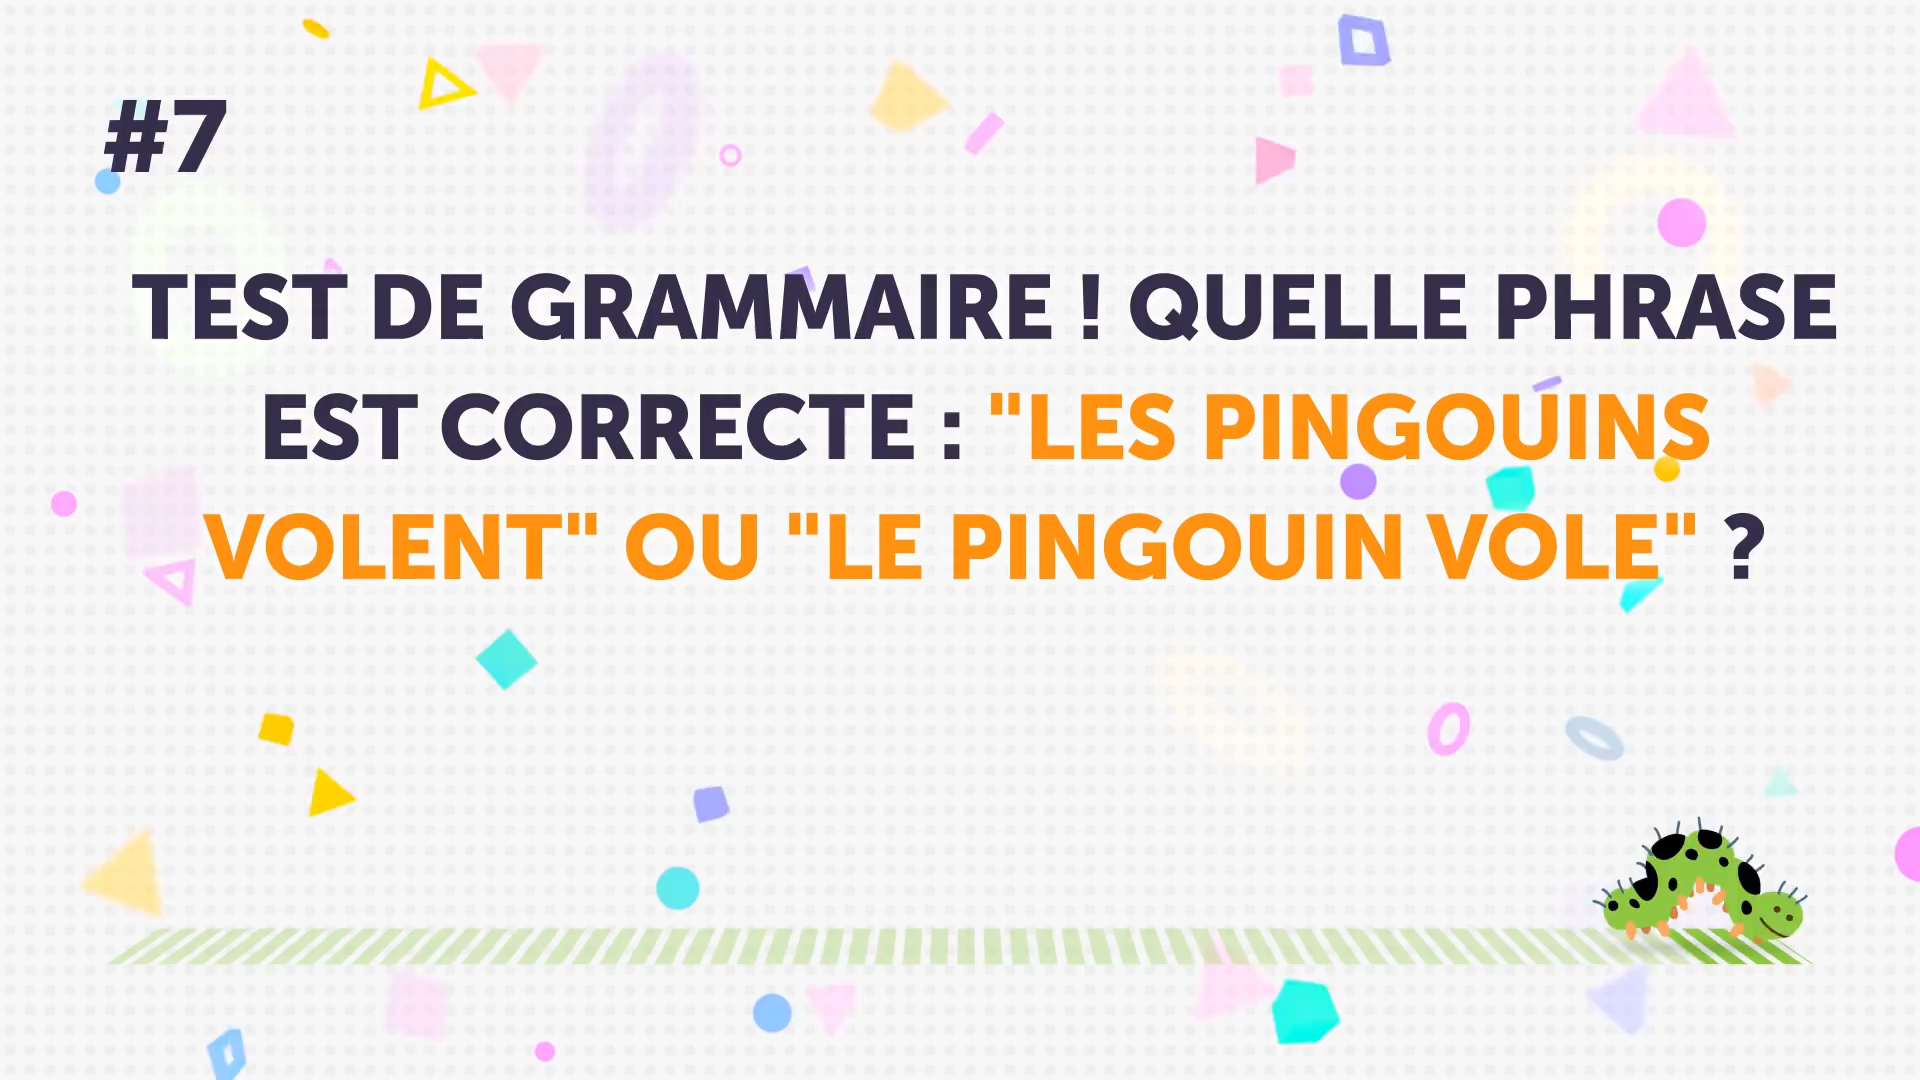 #7
TEST DE GRAMMAIRE ! QUELLE PHRASE
EST CORRECTE : "LES PINGOUINS
VOLENT" OU "LE PINGOUIN VOLE" ?